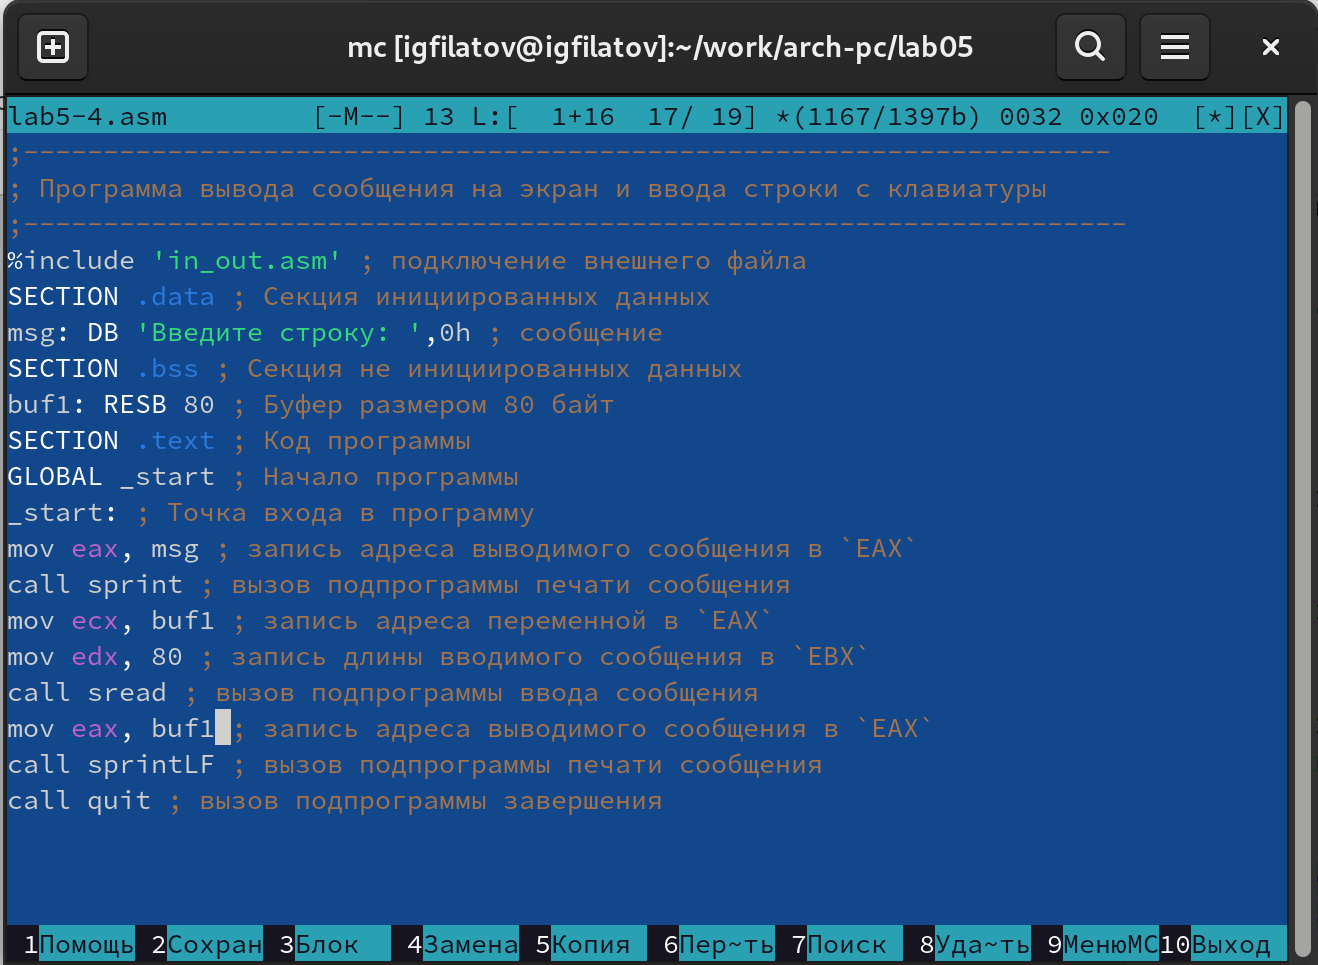 mc [igfilatov@igfilatov]:~/work/arch-pc/lab05
lab5-4.asm [-M--] 13 L:[ 1+16 17/ 19] *(1167/1397b) 0032 0x020 [*][X]
;--------------------------------------------------------------------
; Программа вывода сообщения на экран и ввода строки с клавиатуры
;---------------------------------------------------------------------
%include 'in_out.asm' ; подключение внешнего файла
SECTION .data ; Секция инициированных данных
msg: DB 'Введите строку: ',0h ; сообщение
SECTION .bss ; Секция не инициированных данных
buf1: RESB 80 ; Буфер размером 80 байт
SECTION .text ; Код программы
GLOBAL _start ; Начало программы
_start: ; Точка входа в программу
mov eax, msg ; запись адреса выводимого сообщения в `EAX`
call sprint ; вызов подпрограммы печати сообщения
mov ecx, buf1 ; запись адреса переменной в `EAX`
mov edx, 80 ; запись длины вводимого сообщения в `EBX`
call sread ; вызов подпрограммы ввода сообщения
mov eax, buf1 ; запись адреса выводимого сообщения в `EAX`
call sprintLF ; вызов подпрограммы печати сообщения
call quit ; вызов подпрограммы завершения
1Помощь 2Сохран 3Блок 4Замена 5Копия 6Пер~ть 7Поиск 8Уда~ть 9МенюMC 10Выход